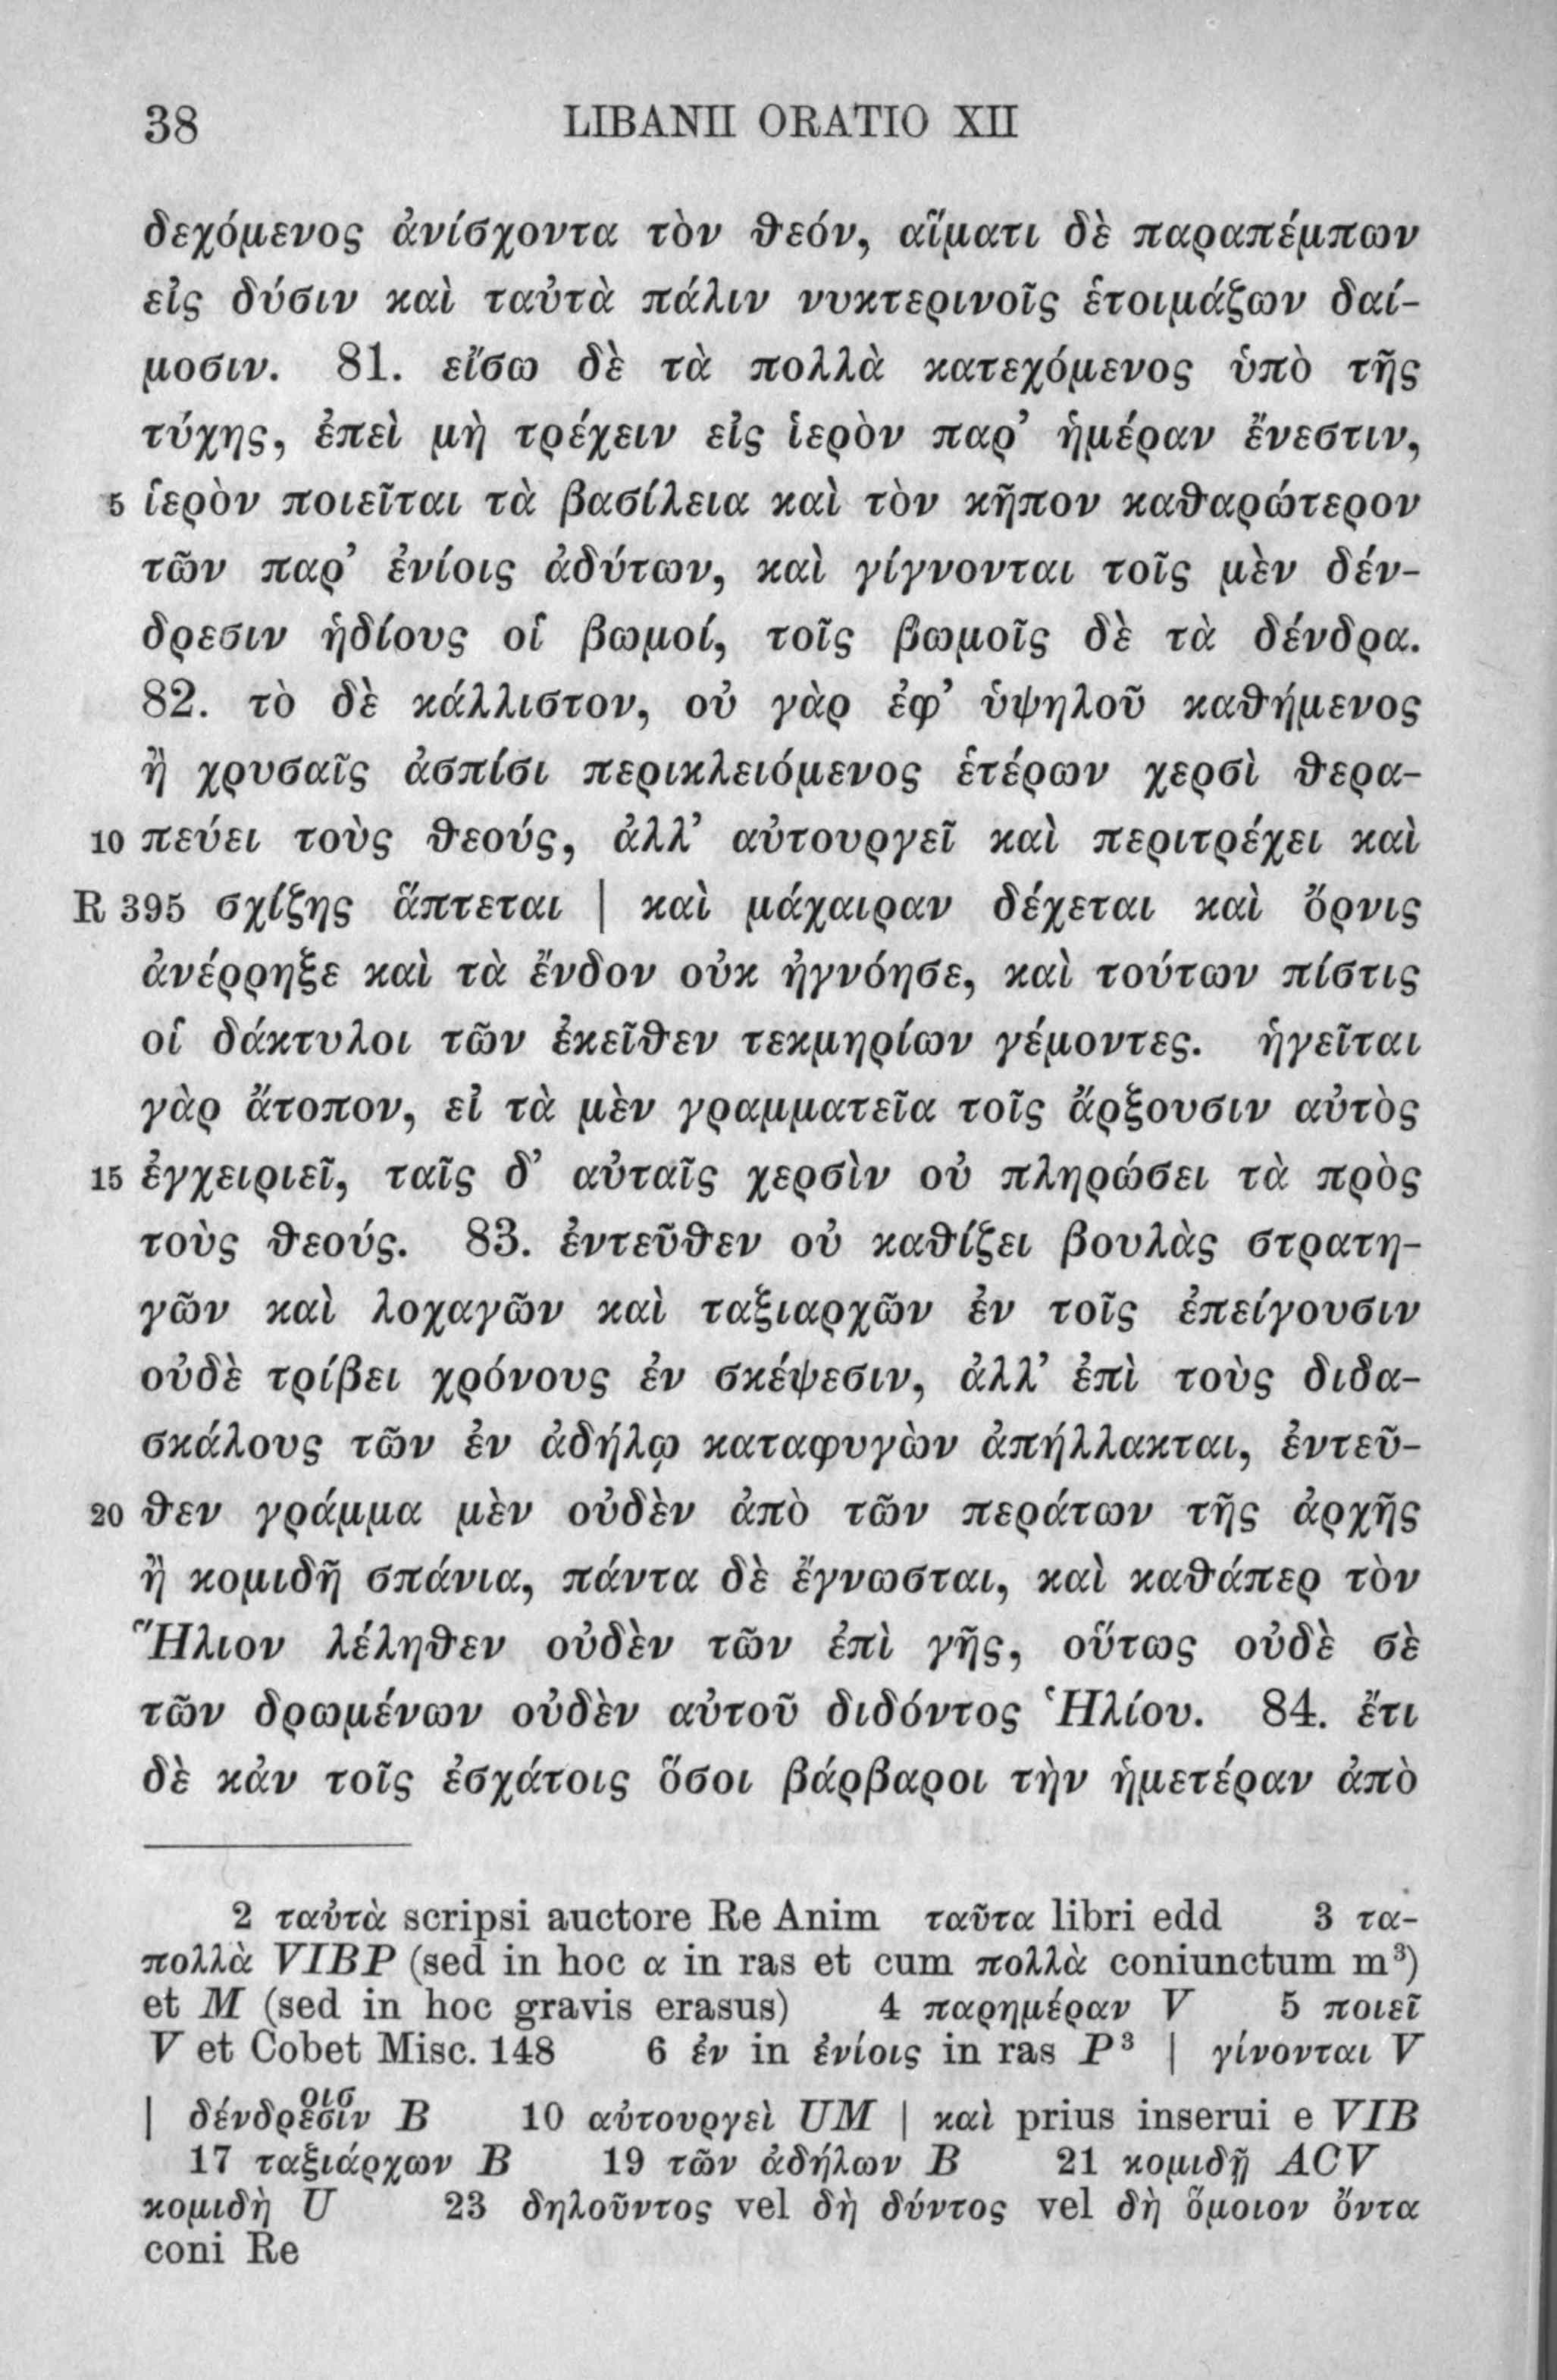 38 LIBANII ORATIO XII
δεχόμενος ἀνίσχοντα τὸν θεόν, αἵματι δὲ παραπέμπων
εἰς δύσιν καὶ ταὐτὰ πάλιν νυκτερινοῖς ἑτοιμάζων δαί-
μοσιν. 81. εἴσω δὲ τὰ πολλὰ κατεχόμενος ὑπὸ τῆς
τύχης, ἐπεὶ μὴ τρέχειν εἰς ἱερὸν παρ’ ἡμέραν ἔνεστιν,
5 ἱερὸν ποιεῖται τὰ βασίλεια καὶ τὸν κῆπον καθαρώτερον
τῶν παρ’ ἐνίοις ἀδύτων, καὶ γίγνονται τοῖς μὲν δέν-
δρεσιν ἡδίους οἱ βωμοί, τοῖς βωμοῖς δὲ τὰ δένδρα.
82. τὸ δὲ κάλλιστον, οὐ γὰρ ἐφ’ ὑψηλοῦ καθήμενος
ἢ χρυσαῖς ἀσπίσι περικλειόμενος ἑτέρων χερσὶ θερα-
10 πεύει τοὺς θεούς, ἀλλ’ αὐτουργεῖ καὶ περιτρέχει καὶ
R 395 σχίζης ἅπτεται | καὶ μάχαιραν δέχεται καὶ ὄρνις
ἀνέρρηξε καὶ τὰ ἔνδον οὐκ ἠγνόησε, καὶ τούτων πίστις
οἱ δάκτυλοι τῶν ἐκεῖθεν τεκμηρίων γέμοντες. ἡγεῖται
γὰρ ἄτοπον, εἰ τὰ μὲν γραμματεῖα τοῖς ἄρξουσιν αὐτὸς
15 ἐγχειριεῖ, ταῖς δ’ αὐταῖς χερσὶν οὐ πληρώσει τὰ πρὸς
τοὺς θεούς. 83. ἐντεῦθεν οὐ καθίζει βουλὰς στρατη-
γῶν καὶ λοχαγῶν καὶ ταξιαρχῶν ἐν τοῖς ἐπείγουσιν
οὐδὲ τρίβει χρόνους ἐν σκέψεσιν, ἀλλ’ ἐπὶ τοὺς διδα-
σκάλους τῶν ἐν ἀδήλῳ καταφυγὼν ἀπήλλακται, ἐντεῦ-
20 θεν γράμμα μὲν οὐδὲν ἀπὸ τῶν περάτων τῆς ἀρχῆς
ἢ κομιδῆ σπάνια, πάντα δὲ ἔγνωσται, καὶ καθάπερ τὸν
Ἥλιον λέληθεν οὐδὲν τῶν ἐπὶ γῆς, οὕτως οὐδὲ σὲ
τῶν δρωμένων οὐδὲν αὐτοῦ διδόντος Ἡλίου. 84. ἔτι
δὲ κἀν τοῖς ἐσχάτοις ὅσοι βάρβαροι τὴν ἡμετέραν ἀπὸ
2 ταὐτὰ scripsi auctore Re Anim ταῦτα libri edd 3 τα-
πολλὰ VIBP (sed in hoc α in ras et cum πολλὰ coniunctum m³)
et M (sed in hoc gravis erasus) 4 παρημέραν V 5 ποιεῖ
V et Cobet Misc. 148 6 ἐν in ἐνίοις in ras P³ | γίνονται V
| δένδρεσιν B 10 αὐτουργεὶ UM | καὶ prius inserui e VIB
17 ταξιάρχων B 19 τῶν ἀδήλων B 21 κομιδῇ ACV
κομιδὴ U 23 δηλοῦντος vel δὴ δύντος vel δὴ ὅμοιον ὄντα
coni Re